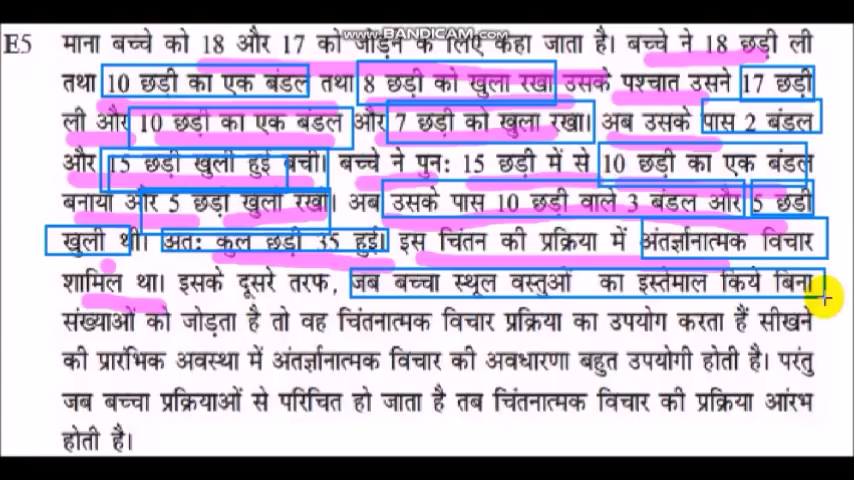 www.BANDICAM.com
E5 माना बच्चे को 18 और 17 को जोड़ने के लिए कहा जाता है। बच्चे ने 18 छड़ी ली
तथा 10 छड़ी का एक बंडल तथा 8 छड़ी को खुला रखा उसके पश्चात उसने 17 छड़ी
ली और 10 छड़ी का एक बंडल और 7 छड़ी को खुला रखा। अब उसके पास 2 बंडल
और 15 छड़ी खुली हुई बची। बच्चे ने पुन: 15 छड़ी में से 10 छड़ी का एक बंडल
बनाया और 5 छड़ी खुला रखा। अब उसके पास 10 छड़ी वाले 3 बंडल और 5 छड़ी
खुली थी। अत: कुल छड़ी 35 हुई। इस चिंतन की प्रक्रिया में अंतर्ज्ञानात्मक विचार
शामिल था। इसके दूसरे तरफ, जब बच्चा स्थूल वस्तुओं का इस्तेमाल किये बिना
संख्याओं को जोड़ता है तो वह चिंतनात्मक विचार प्रक्रिया का उपयोग करता हैं सीखने
की प्रारंभिक अवस्था में अंतर्ज्ञानात्मक विचार की अवधारणा बहुत उपयोगी होती है। परंतु
जब बच्चा प्रक्रियाओं से परिचित हो जाता है तब चिंतनात्मक विचार की प्रक्रिया आंरभ
होती है।